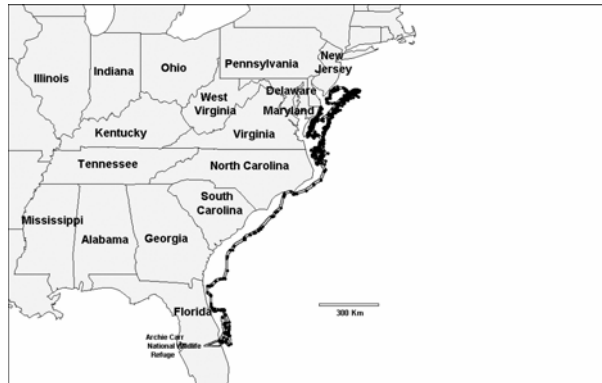 New
Jersey
Pennsylvania
Ohio
Indiana
Illinois
Delaware
Maryland
West
Virginia
Virginia
Kentucky
Tennessee
North Carolina
South
Carolina
Mississippi
Alabama
Georgia
Florida
300 Km
Archie Carr
National Wildlife
Refuge